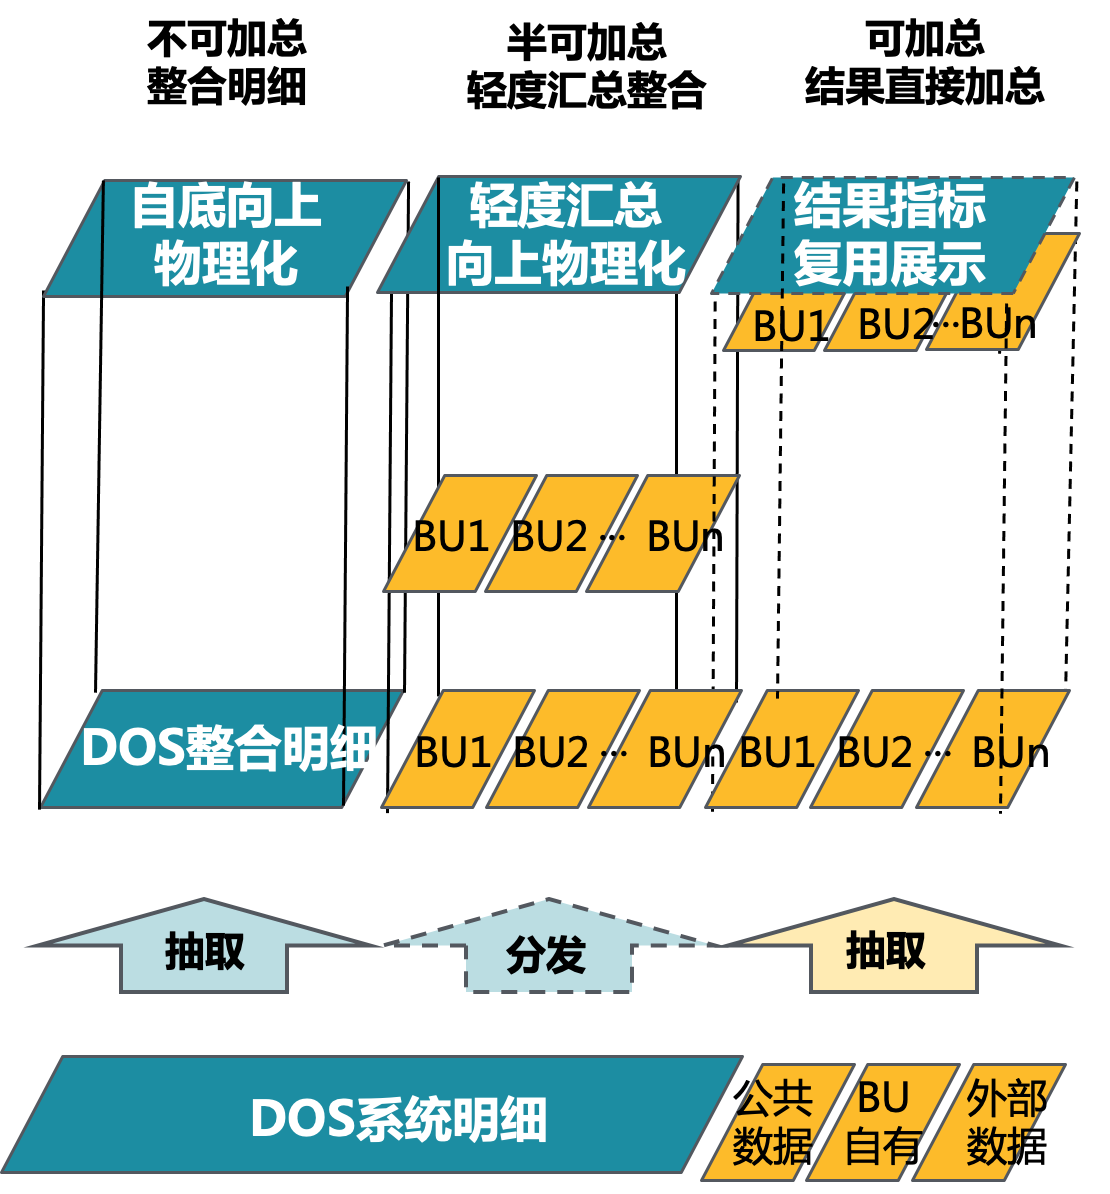 不可加总
整合明细
半可加总
轻度汇总整合
可加总
结果直接加总
自底向上
物理化
轻度汇总
向上物理化
结果指标
复用展示
BU1 BU2 ··· BUn
BU1 BU2 ··· BUn
DOS整合明细
BU1 BU2 ··· BUn
BU1 BU2 ··· BUn
抽取
分发
抽取
DOS系统明细
公共
数据
BU
自有
外部
数据